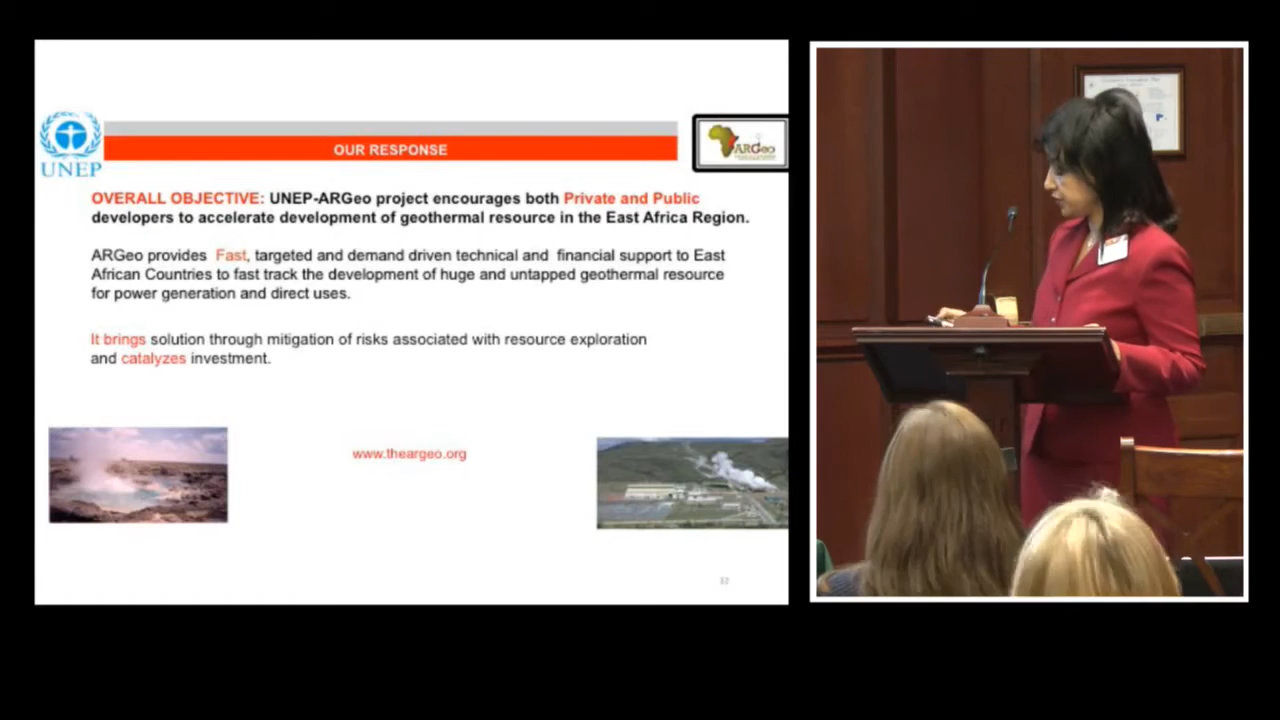 OUR RESPONSE
UNEP
ARGeo
OVERALL OBJECTIVE: UNEP-ARGeo project encourages both Private and Public
developers to accelerate development of geothermal resource in the East Africa Region.
ARGeo provides Fast, targeted and demand driven technical and financial support to East
African Countries to fast track the development of huge and untapped geothermal resource
for power generation and direct uses.
It brings solution through mitigation of risks associated with resource exploration
and catalyzes investment.
www.theargeo.org